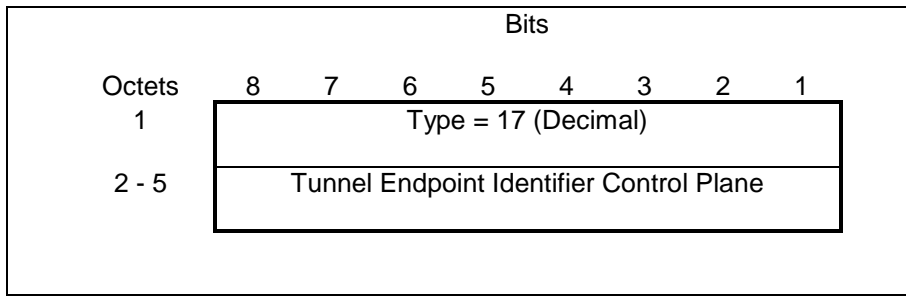 Bits
Octets 8 7 6 5 4 3 2 1
1 Type = 17 (Decimal)
2 - 5 Tunnel Endpoint Identifier Control Plane